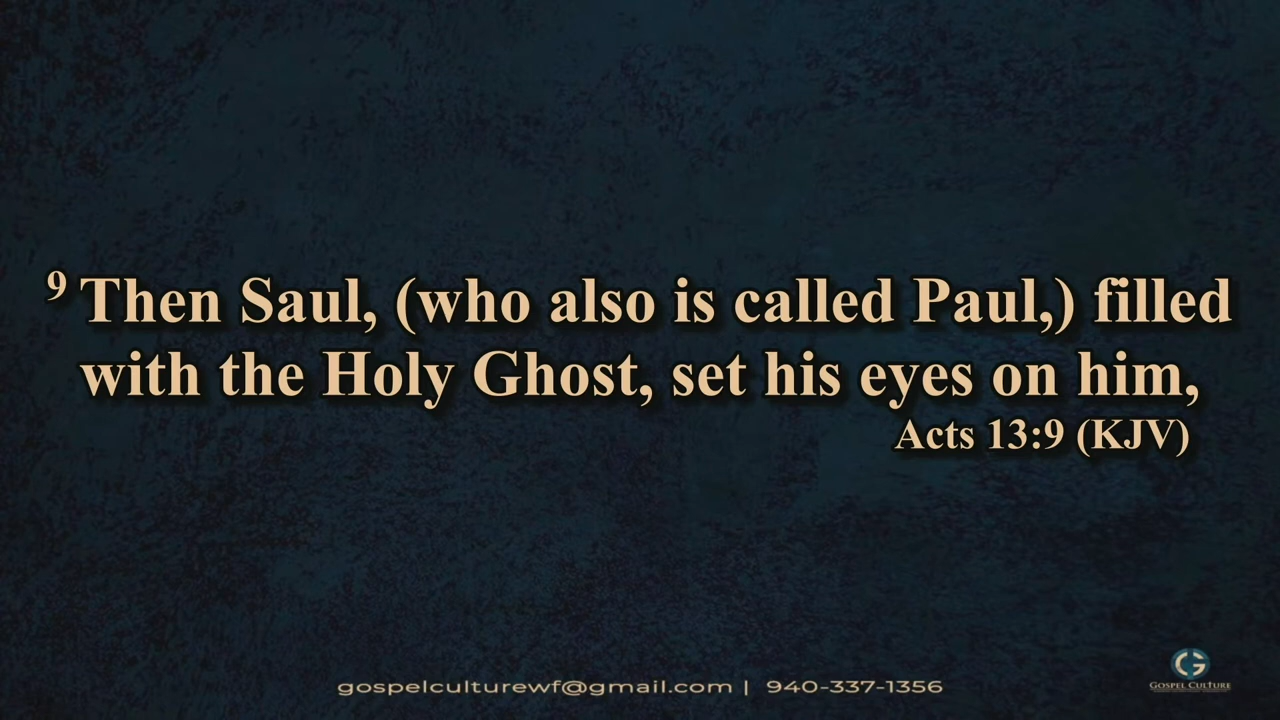 9 Then Saul, (who also is called Paul,) filled
with the Holy Ghost, set his eyes on him,
Acts 13:9 (KJV)
gospelculturewf@gmail.com | 940-337-1356
GOSPEL CULTURE